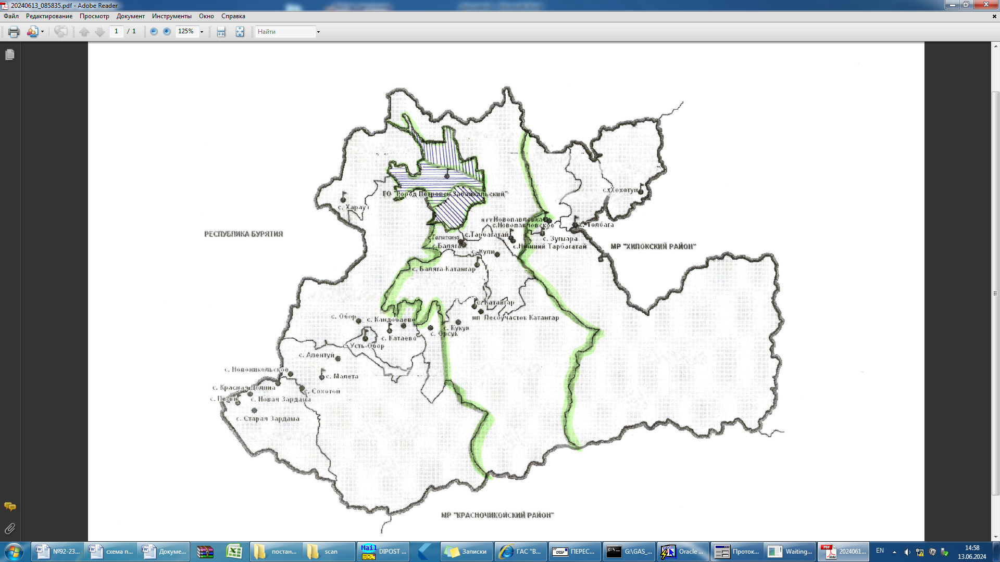 20240613_085835.pdf - Adobe Reader
Файл Редактирование Просмотр Документ Инструменты Окно Справка
1 / 1 125% Найти
ГО "Город Петровск-Забайкальский"
с. Хохотуй
с. Харауз
пгт Новопавловка
с. Новопавловское
с. Толбага
РЕСПУБЛИКА БУРЯТИЯ
с. Тарбагатай
с. Зугмара
с. Баляга
с. Нижний Тарбагатай
МР "ХИЛОКСКИЙ РАЙОН"
с. Кули
с. Баляга-Катангар
с. Катангар
с. Обор
с. Кандобаево
нп Лесоучасток Катангар
с. Кукун
с. Орсук
с. Катаево
с. Усть-Обор
с. Алентуй
с. Новоникольское
с. Малета
с. Красная Долина
с. Сохотой
с. Пески
с. Новая Зардама
с. Старая Зардама
МР "КРАСНОЧИКОЙСКИЙ РАЙОН"
№92-23... схема п... Докуме... постан... scan DIPOST ... Записки ГАС "В... ПЕРЕС... G:\GAS_... Oracle ... Проток... Waiting... 2024061... EN 14:58
13.06.2024